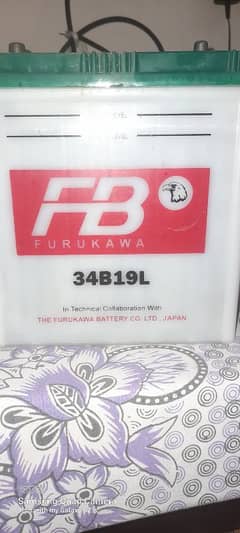 FB
FURUKAWA
34B19L
In Technical Collaboration With
THE FURUKAWA BATTERY CO. LTD., JAPAN